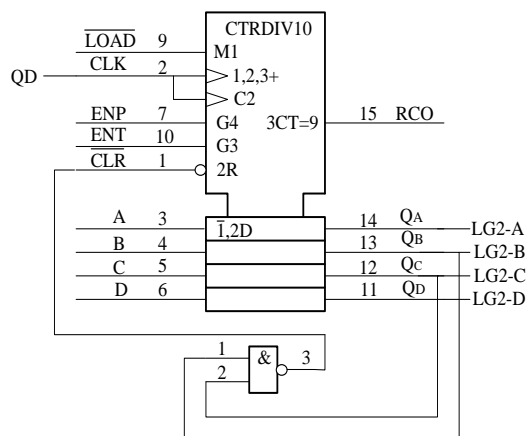 CTRDIV10
L̅O̅A̅D̅ 9 M1
QD CLK 2 1,2,3+
C2
ENP 7 G4 3CT=9 15 RCO
ENT 10 G3
C̅L̅R̅ 1 2R
A 3 1̅,2D 14 QA LG2-A
B 4 13 QB LG2-B
C 5 12 QC LG2-C
D 6 11 QD LG2-D
1 & 3
2